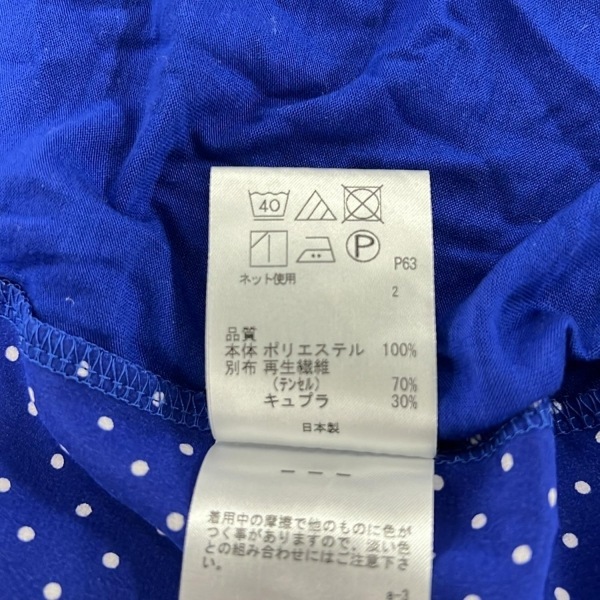 40
P
P63
ネット使用
2
品質
本体 ポリエステル 100%
別布 再生繊維
(テンセル) 70%
キュプラ 30%
日本製
着用中の摩擦で他のものに色が
つく事がありますので、淡い色
との組み合わせにはご注意下さ
い。
a-3